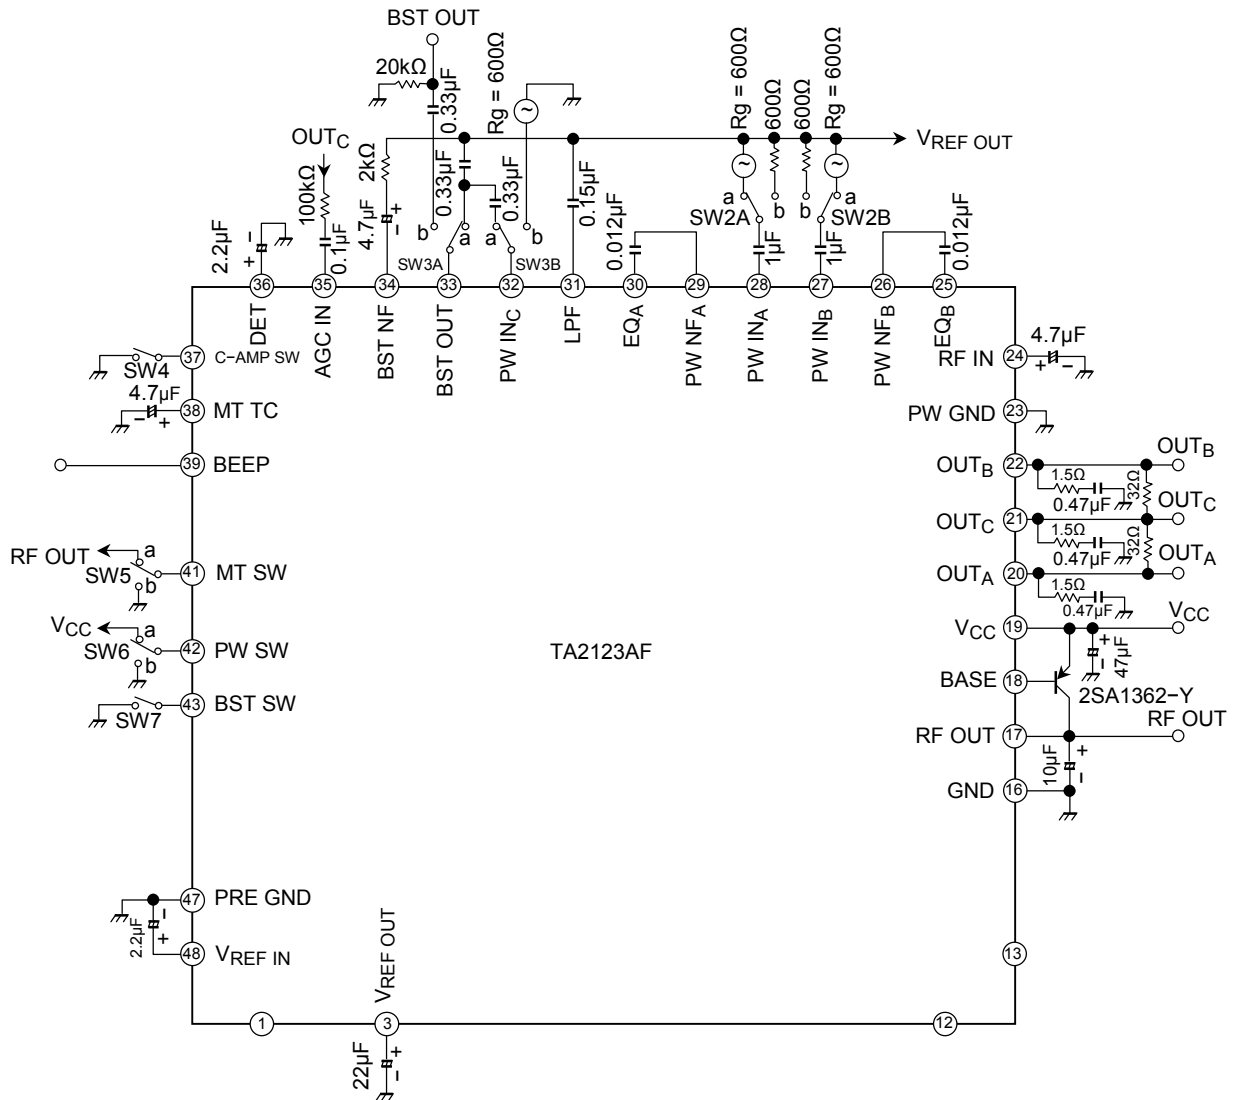 BST OUT
20kΩ
0.33μF
Rg = 600Ω
~
OUTC
100kΩ
0.1μF
2kΩ
4.7μF
+
−
0.33μF
0.33μF
0.15μF
0.012μF
Rg = 600Ω
600Ω
600Ω
Rg = 600Ω
~
~
VREF OUT
a
b
b
a
SW2A
SW2B
1μF
1μF
0.012μF
2.2μF
−
+
b
a
a
b
SW3A
SW3B
36
35
34
33
32
31
30
29
28
27
26
25
DET
AGC IN
BST NF
BST OUT
PW INC
LPF
EQA
PW NFA
PW INA
PW INB
PW NFB
EQB
SW4
37
C−AMP SW
4.7μF
−
+
38
MT TC
39
BEEP
RF OUT
a
SW5
b
41
MT SW
VCC
a
SW6
b
42
PW SW
SW7
43
BST SW
TA2123AF
RF IN
24
4.7μF
+
−
PW GND
23
OUTB
22
OUTB
1.5Ω
0.47μF
32Ω
OUTC
21
OUTC
1.5Ω
0.47μF
32Ω
OUTA
20
OUTA
1.5Ω
0.47μF
VCC
19
VCC
+
−
47μF
BASE
18
2SA1362−Y
RF OUT
17
RF OUT
10μF
+
−
GND
16
47
PRE GND
2.2μF
−
+
48
VREF IN
13
VREF OUT
1
3
12
22μF
+
−